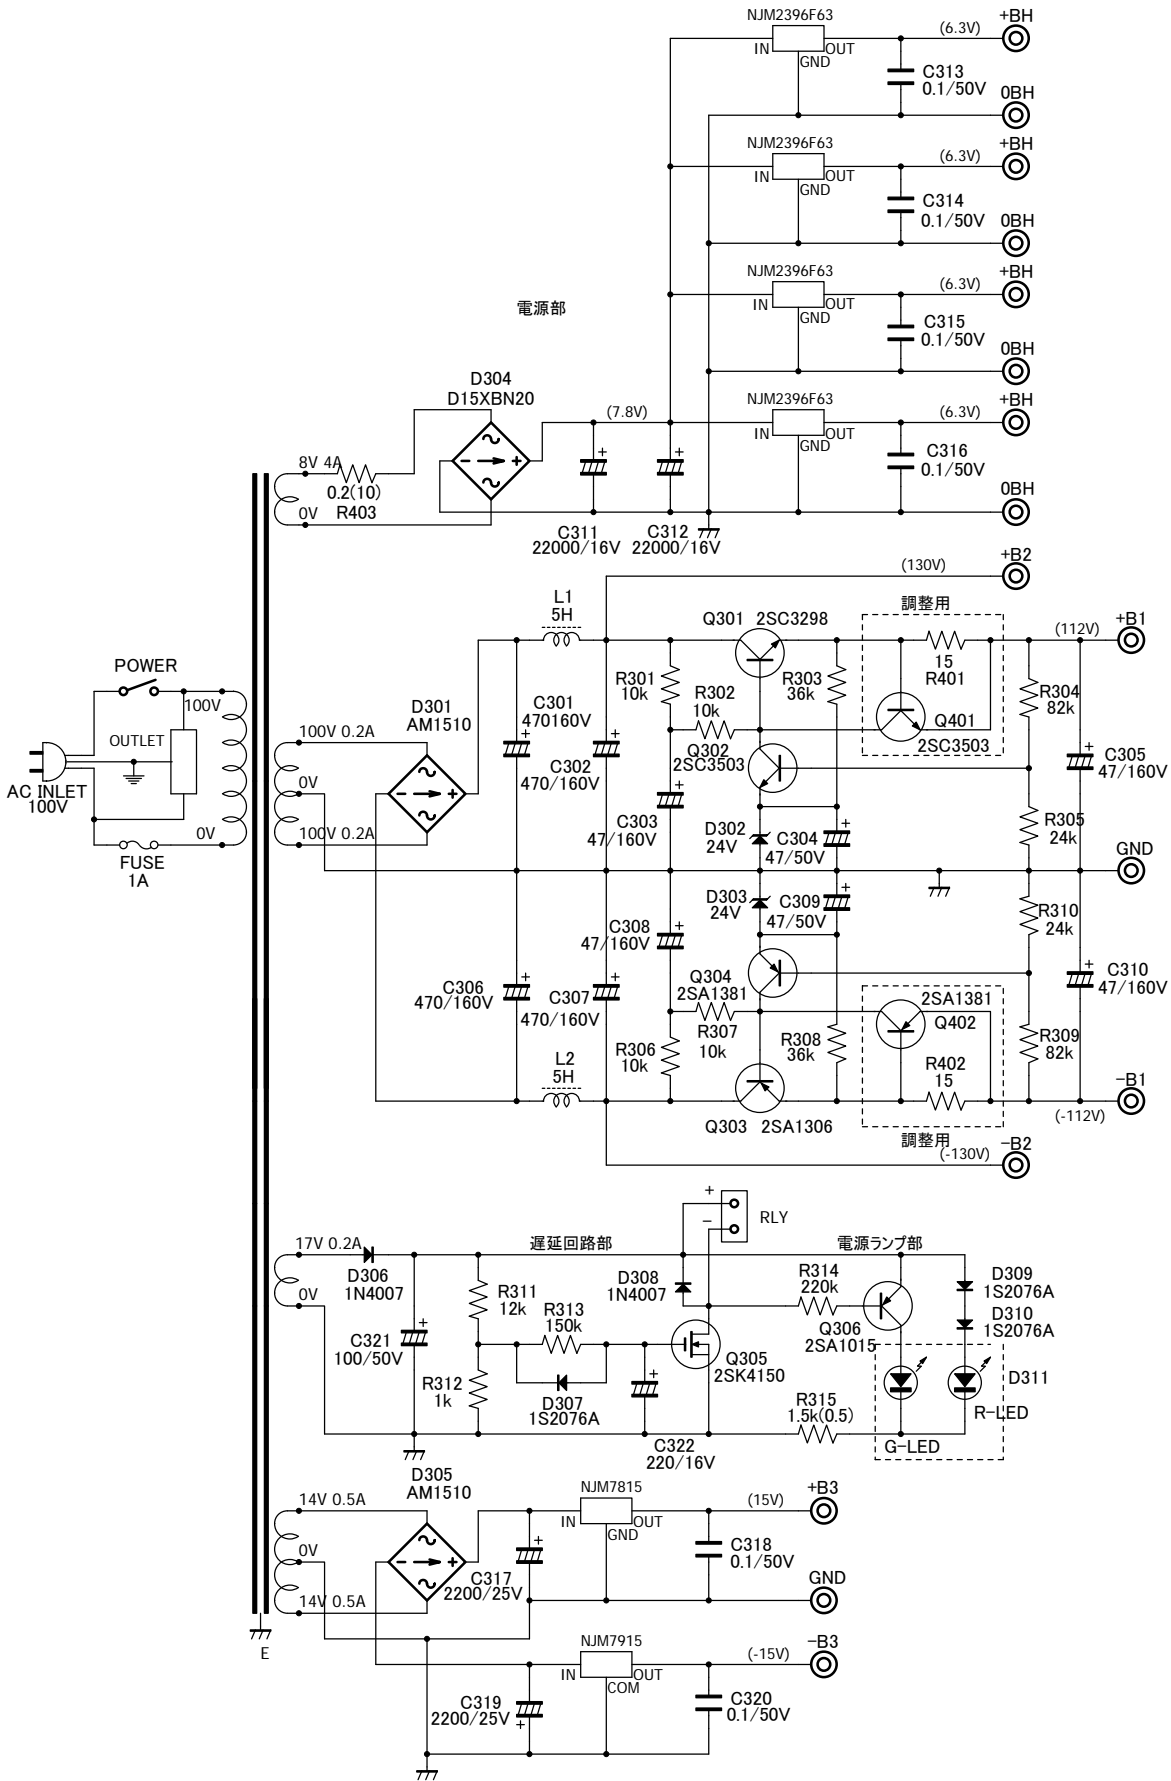 NJM2396F63
IN
OUT
GND
(6.3V)
+BH
C313
0.1/50V
0BH
NJM2396F63
IN
OUT
GND
(6.3V)
+BH
C314
0.1/50V
0BH
NJM2396F63
IN
OUT
GND
(6.3V)
+BH
C315
0.1/50V
0BH
電源部
D304
D15XBN20
(7.8V)
NJM2396F63
IN
OUT
GND
(6.3V)
+BH
C316
0.1/50V
0BH
8V 4A
0.2(10)
R403
0V
C311
22000/16V
C312
22000/16V
(130V)
+B2
L1
5H
Q301 2SC3298
調整用
15
R401
(112V)
+B1
POWER
100V
OUTLET
AC INLET
100V
0V
FUSE
1A
100V 0.2A
0V
100V 0.2A
D301
AM1510
C301
470160V
C302
470/160V
R301
10k
R302
10k
R303
36k
Q401
2SC3503
R304
82k
Q302
2SC3503
C303
47/160V
D302
24V
C304
47/50V
C305
47/160V
R305
24k
GND
D303
24V
C309
47/50V
R310
24k
C308
47/160V
Q304
2SA1381
C306
470/160V
C307
470/160V
C310
47/160V
R307
10k
R306
10k
R308
36k
2SA1381
Q402
R309
82k
L2
5H
R402
15
Q303 2SA1306
調整用
-B1
(-112V)
(-130V)
-B2
+
−
RLY
17V 0.2A
0V
D306
1N4007
遅延回路部
電源ランプ部
R311
12k
R313
150k
D308
1N4007
R314
220k
D309
1S2076A
D310
1S2076A
Q306
2SA1015
C321
100/50V
R312
1k
D307
1S2076A
Q305
2SK4150
D311
R315
1.5k(0.5)
R-LED
G-LED
C322
220/16V
D305
AM1510
14V 0.5A
0V
14V 0.5A
NJM7815
IN
OUT
GND
(15V)
+B3
C317
2200/25V
C318
0.1/50V
GND
E
NJM7915
IN
OUT
COM
(-15V)
-B3
C319
2200/25V
C320
0.1/50V